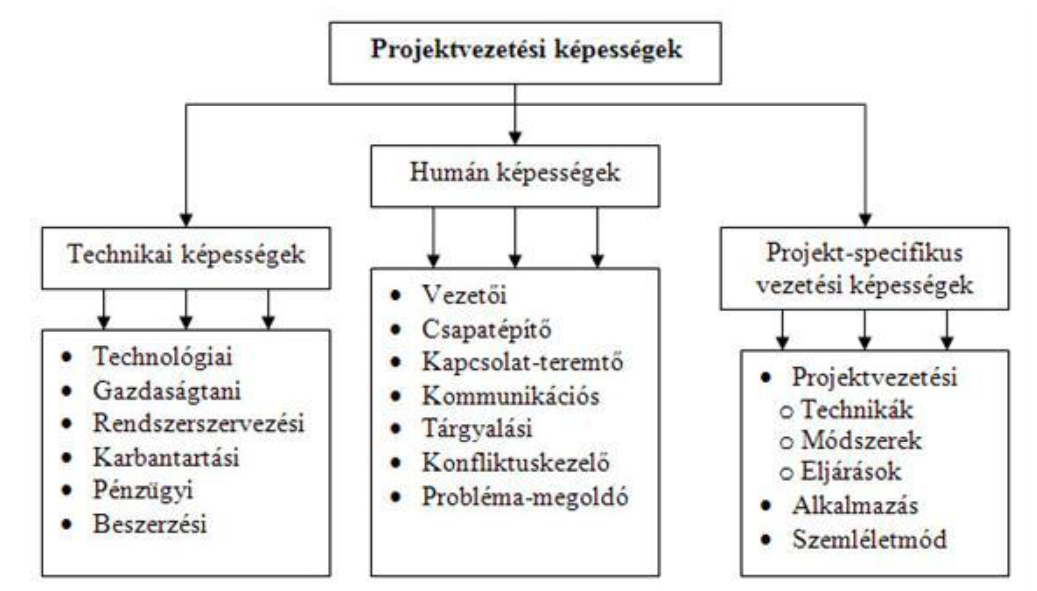 Projektvezetési képességek
Humán képességek
Technikai képességek
Projekt-specifikus
vezetési képességek
• Technológiai
• Gazdaságtani
• Rendszerszervezési
• Karbantartási
• Pénzügyi
• Beszerzési
• Vezetői
• Csapatépítő
• Kapcsolat-teremtő
• Kommunikációs
• Tárgyalási
• Konfliktuskezelő
• Probléma-megoldó
• Projektvezetési
o Technikák
o Módszerek
o Eljárások
• Alkalmazás
• Szemléletmód